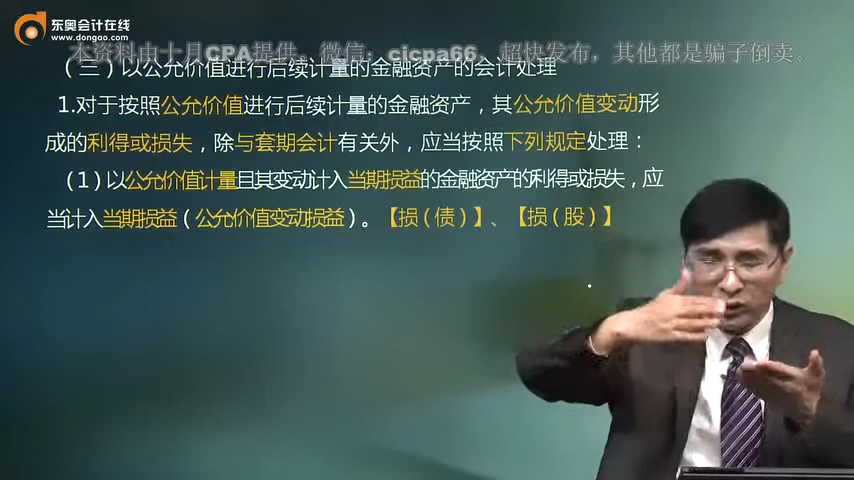 东奥会计在线
www.dongao.com
本资料由十月CPA提供，微信：cicpa66，超快发布，其他都是骗子倒卖。
（三）以公允价值进行后续计量的金融资产的会计处理
1.对于按照公允价值进行后续计量的金融资产，其公允价值变动形
成的利得或损失，除与套期会计有关外，应当按照下列规定处理：
（1）以公允价值计量且其变动计入当期损益的金融资产的利得或损失，应
当计入当期损益（公允价值变动损益）。【损（债）】、【损（股）】